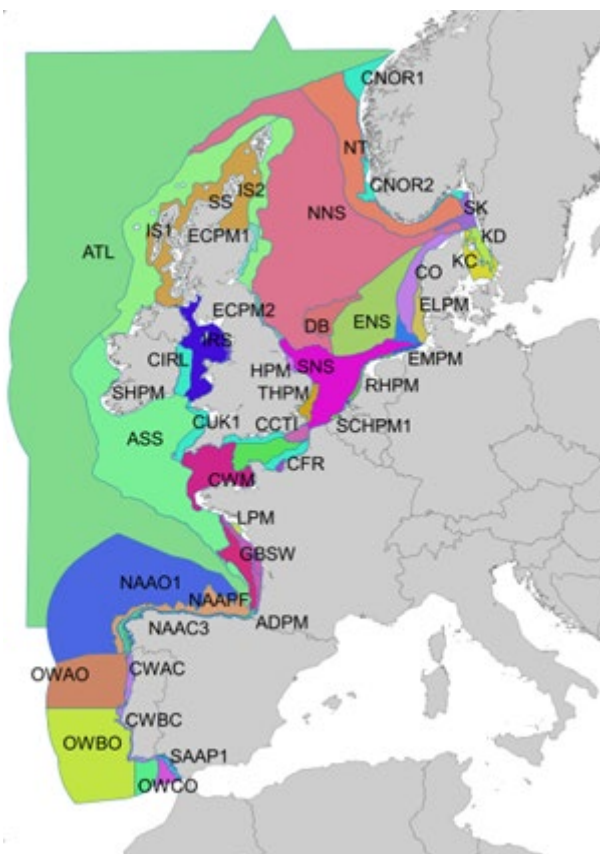 CNOR1
NT
CNOR2
IS2
SS
NNS
SK
IS1
ECPM1
KD
ATL
KC
CO
ECPM2
ELPM
DB
ENS
IRS
CIRL
HPM
SNS
EMPM
SHPM
THPM
RHPM
CUK1
CCTI
SCHPM1
ASS
CFR
CWM
LPM
GBSW
NAAO1
NAAPF
NAAC3
ADPM
OWAO
CWAC
CWBC
OWBO
SAAP1
OWCO